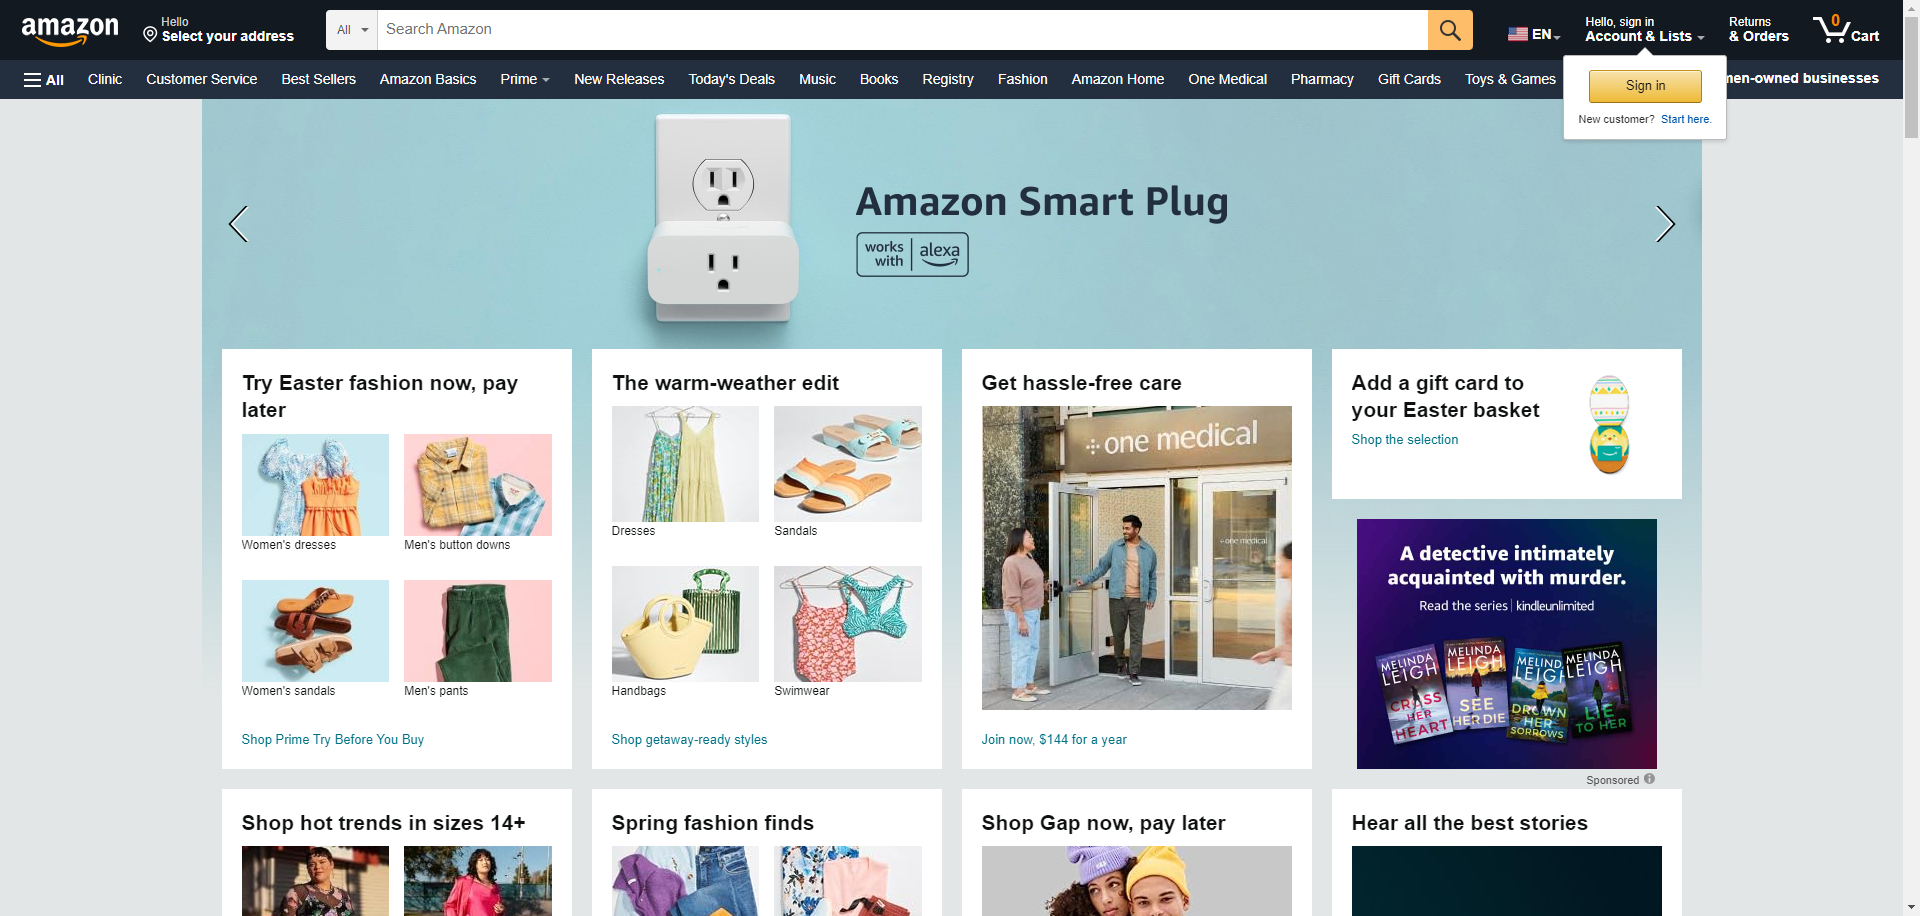 amazon
Hello
Select your address
All
Search Amazon
EN
Hello, sign in
Account & Lists
Returns
& Orders
0
Cart
All
Clinic
Customer Service
Best Sellers
Amazon Basics
Prime
New Releases
Today's Deals
Music
Books
Registry
Fashion
Amazon Home
One Medical
Pharmacy
Gift Cards
Toys & Games
men-owned businesses
Sign in
New customer? Start here.
Amazon Smart Plug
works with
alexa
Try Easter fashion now, pay
later
Women's dresses
Men's button downs
Women's sandals
Men's pants
Shop Prime Try Before You Buy
The warm-weather edit
Dresses
Sandals
Handbags
Swimwear
Shop getaway-ready styles
Get hassle-free care
one medical
one medical
Join now, $144 for a year
Add a gift card to
your Easter basket
Shop the selection
A detective intimately
acquainted with murder.
Read the series | kindleunlimited
MELINDA
LEIGH
CROSS
HER
HEART
MELINDA
LEIGH
SEE
HER DIE
MELIND
LEIGH
DROWN
HER
SORROWS
MELINDA
LEIGH
LIE
TO HER
Sponsored
Shop hot trends in sizes 14+
Spring fashion finds
Shop Gap now, pay later
Hear all the best stories